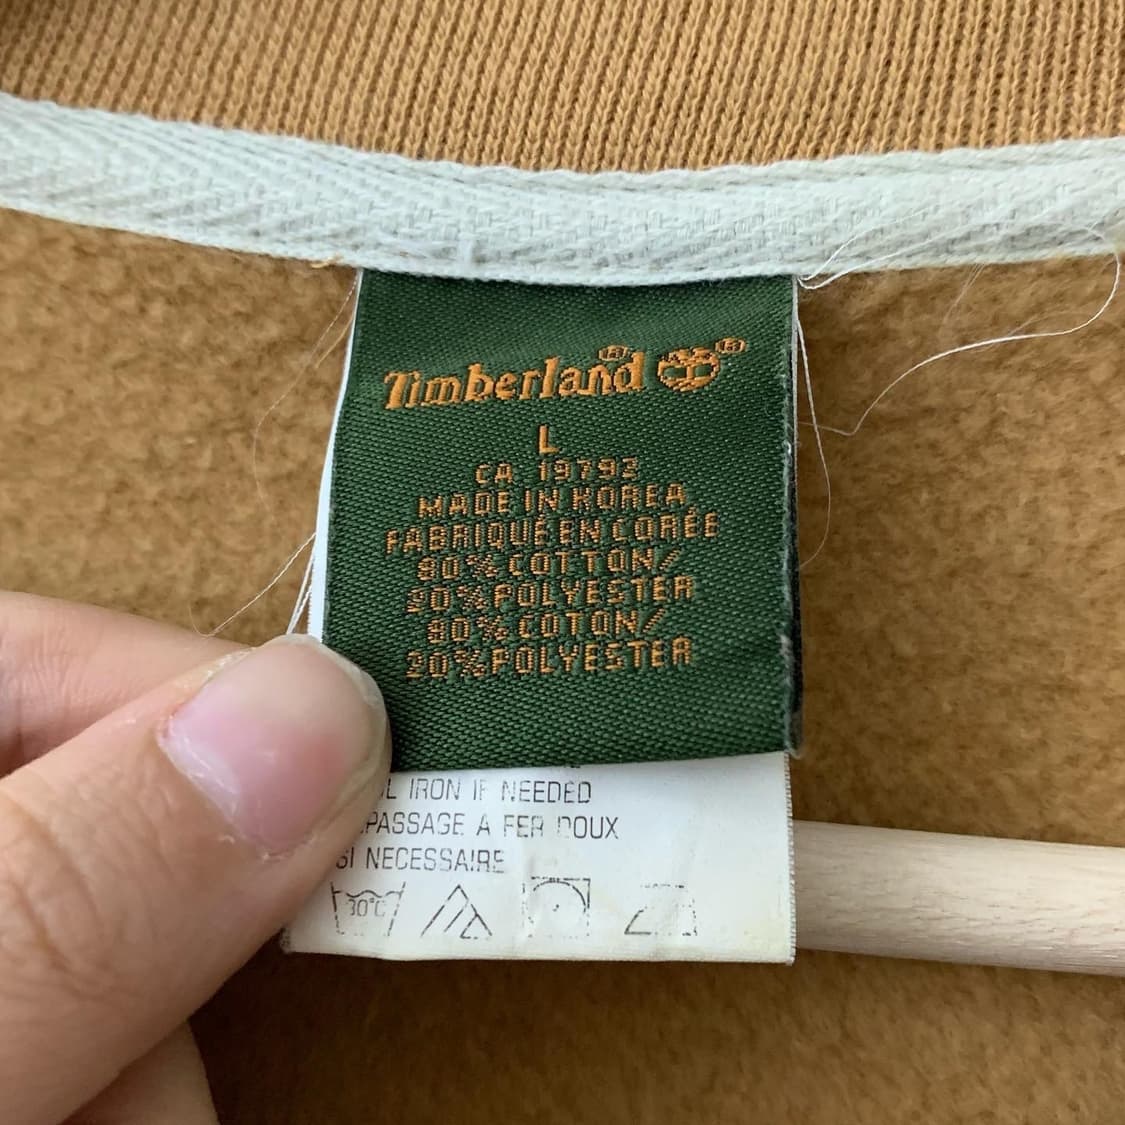 Timberland® ®
L
CA 19792
MADE IN KOREA
FABRIQUÉ EN CORÉE
80% COTTON/
20% POLYESTER
80% COTON/
20% POLYESTER
IRON IF NEEDED
PASSAGE A FER DOUX
SI NECESSAIRE
30°C